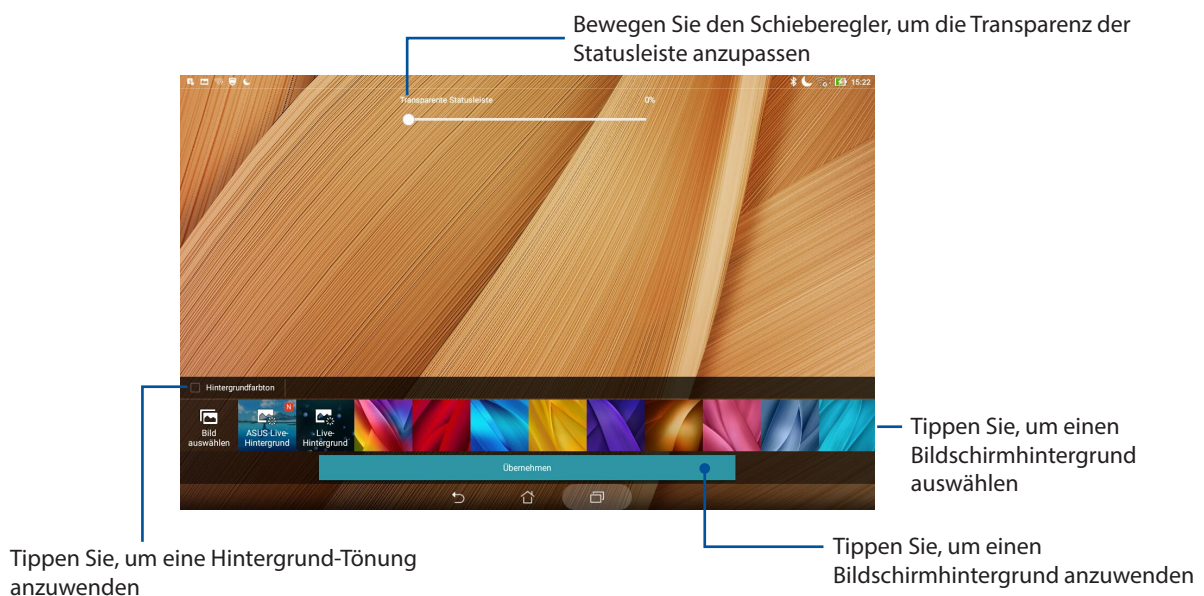 Bewegen Sie den Schieberegler, um die Transparenz der
Statusleiste anzupassen
15:22
Transparente Statusleiste 0%
Hintergrundfarbton
Bild
auswählen
ASUS Live-
Hintergrund
N
Live-
Hintergrund
Übernehmen
Tippen Sie, um einen
Bildschirmhintergrund
auswählen
Tippen Sie, um eine Hintergrund-Tönung
anzuwenden
Tippen Sie, um einen
Bildschirmhintergrund anzuwenden